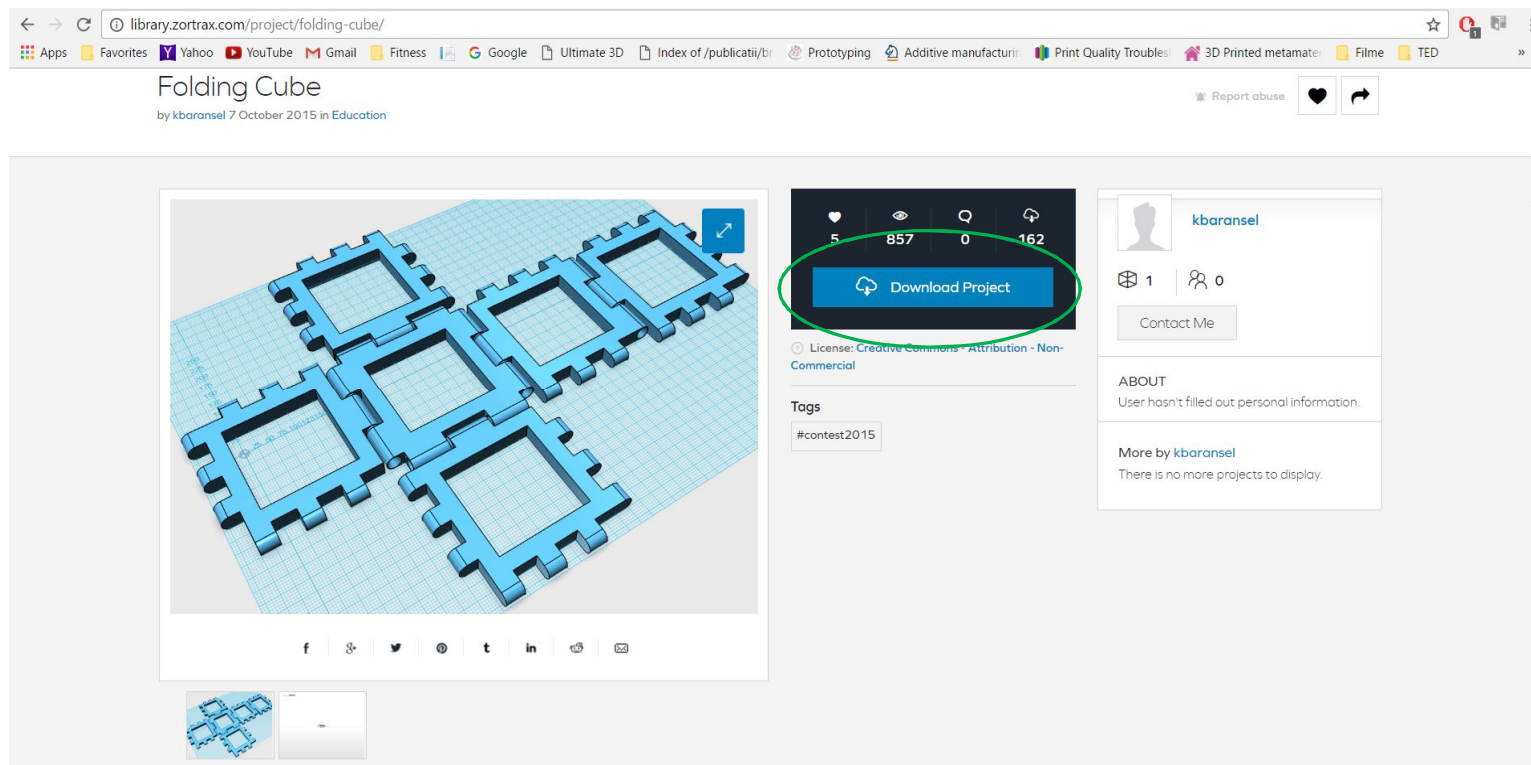 library.zortrax.com/project/folding-cube/
Apps Favorites Yahoo YouTube Gmail Fitness Google Ultimate 3D Index of /publicatii/br Prototyping Additive manufacturin Print Quality Troubles 3D Printed metamater Filme TED »
Folding Cube
by kbaransel 7 October 2015 in Education
Report abuse
5 857 0 162
Download Project
License: Creative Commons - Attribution - Non-
Commercial
Tags
#contest2015
kbaransel
1 0
Contact Me
ABOUT
User hasn't filled out personal information.
More by kbaransel
There is no more projects to display.